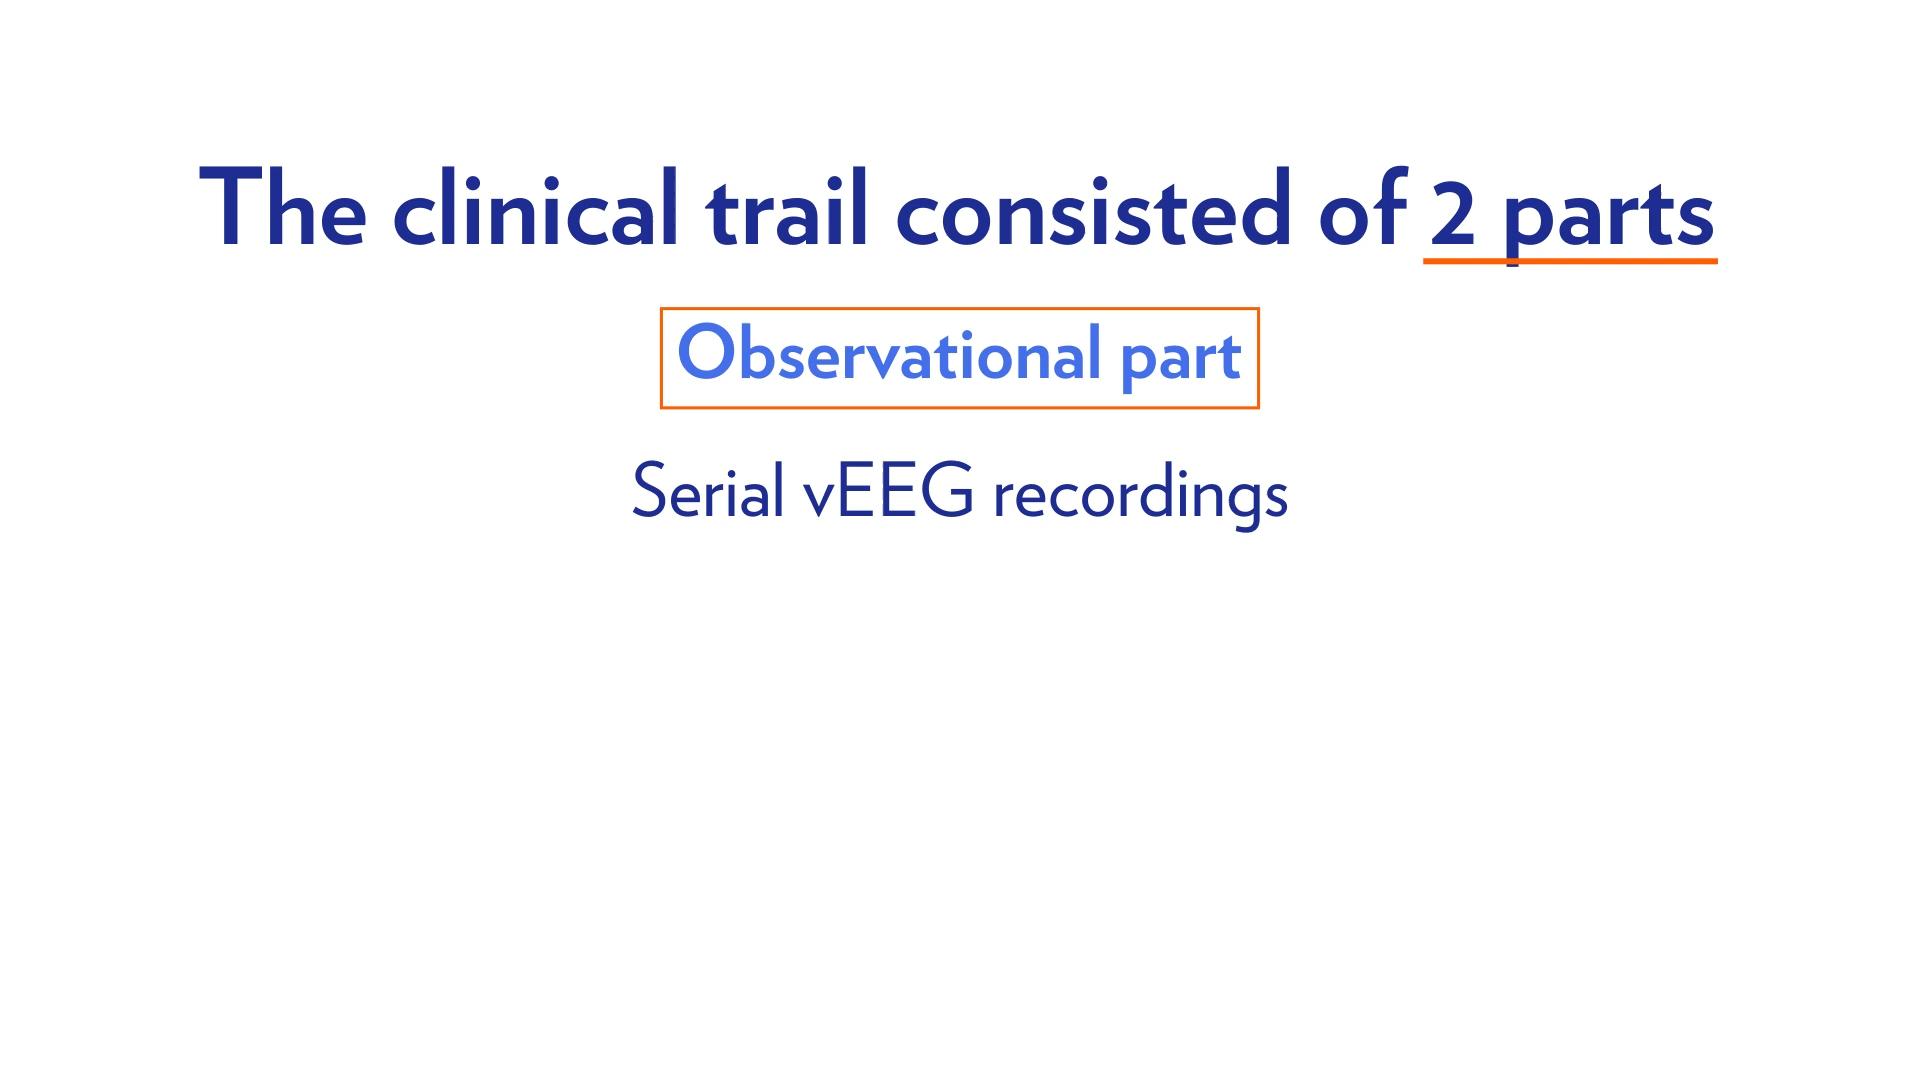 The clinical trail consisted of 2 parts
Observational part
Serial vEEG recordings